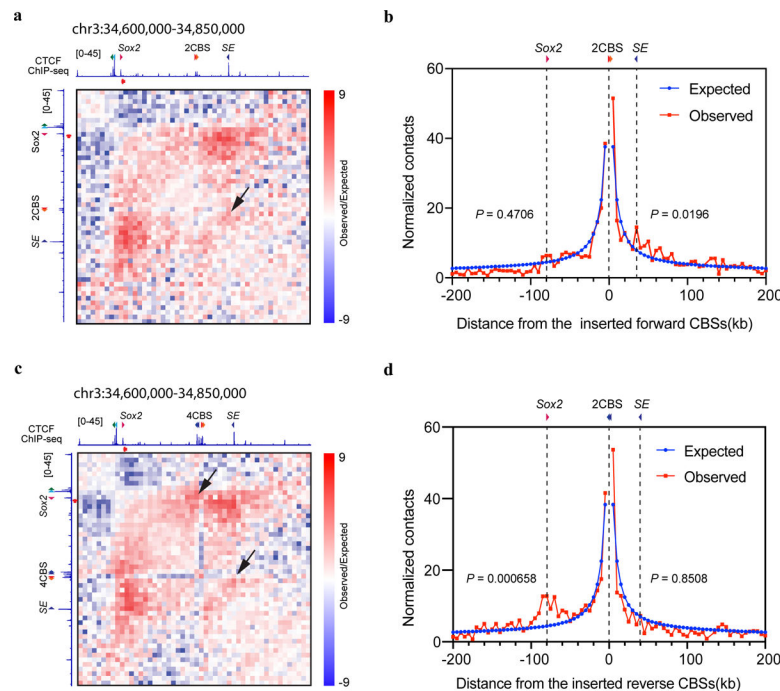 a
chr3:34,600,000-34,850,000
[0-45] Sox2 2CBS SE
CTCF
ChIP-seq
[0-45]
Sox2
2CBS
SE
9
Observed/Expected
-9
b
Sox2 2CBS SE
60
40
20
0
Normalized contacts
Expected
Observed
P = 0.4706
P = 0.0196
-200 -100 0 100 200
Distance from the inserted forward CBSs(kb)
c
chr3:34,600,000-34,850,000
[0-45] Sox2 4CBS SE
CTCF
ChIP-seq
[0-45]
Sox2
4CBS
SE
9
Observed/Expected
-9
d
Sox2 2CBS SE
60
40
20
0
Normalized contacts
Expected
Observed
P = 0.000658
P = 0.8508
-200 -100 0 100 200
Distance from the inserted reverse CBSs(kb)